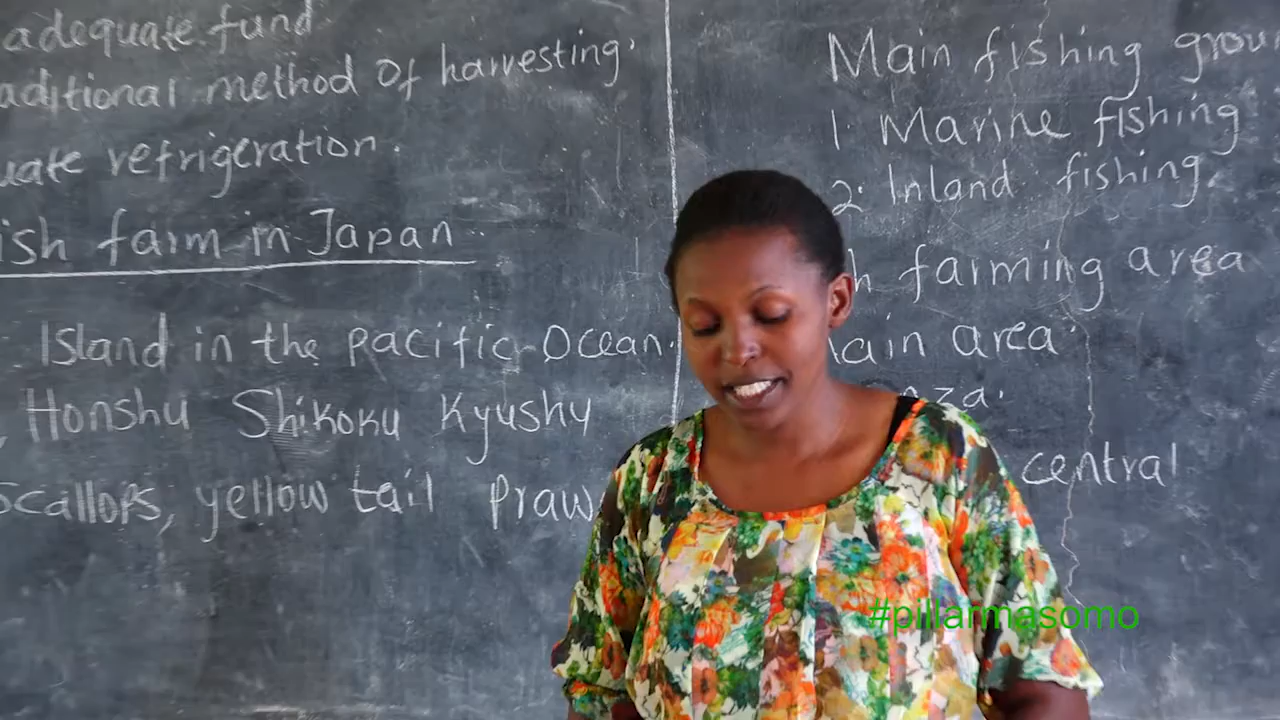 adequate fund
aditional method of harvesting.
uate refrigeration.
ish farm in Japan
Island in the pacific Ocean.
Honshu Shikoku Kyushy
Scallops, yellow tail Praw
Main fishing grou
1. Marine fishing
2. Inland fishing.
h farming area
ain area.
nza.
central
#pillarmasomo